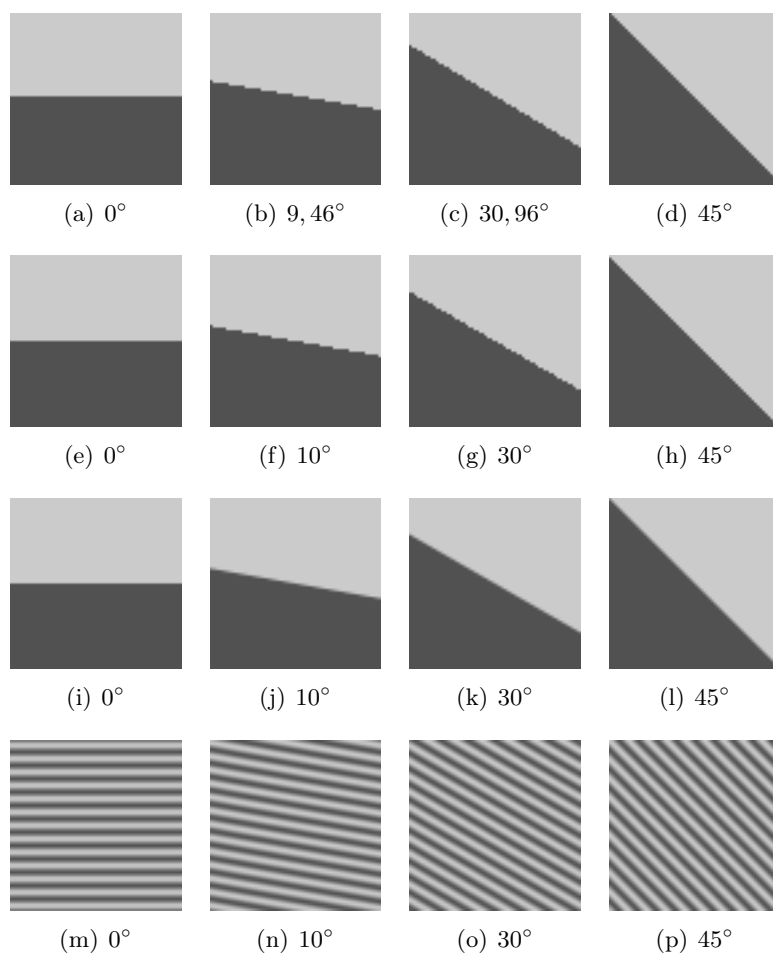 (a) 0° (b) 9, 46° (c) 30, 96° (d) 45°
(e) 0° (f) 10° (g) 30° (h) 45°
(i) 0° (j) 10° (k) 30° (l) 45°
(m) 0° (n) 10° (o) 30° (p) 45°